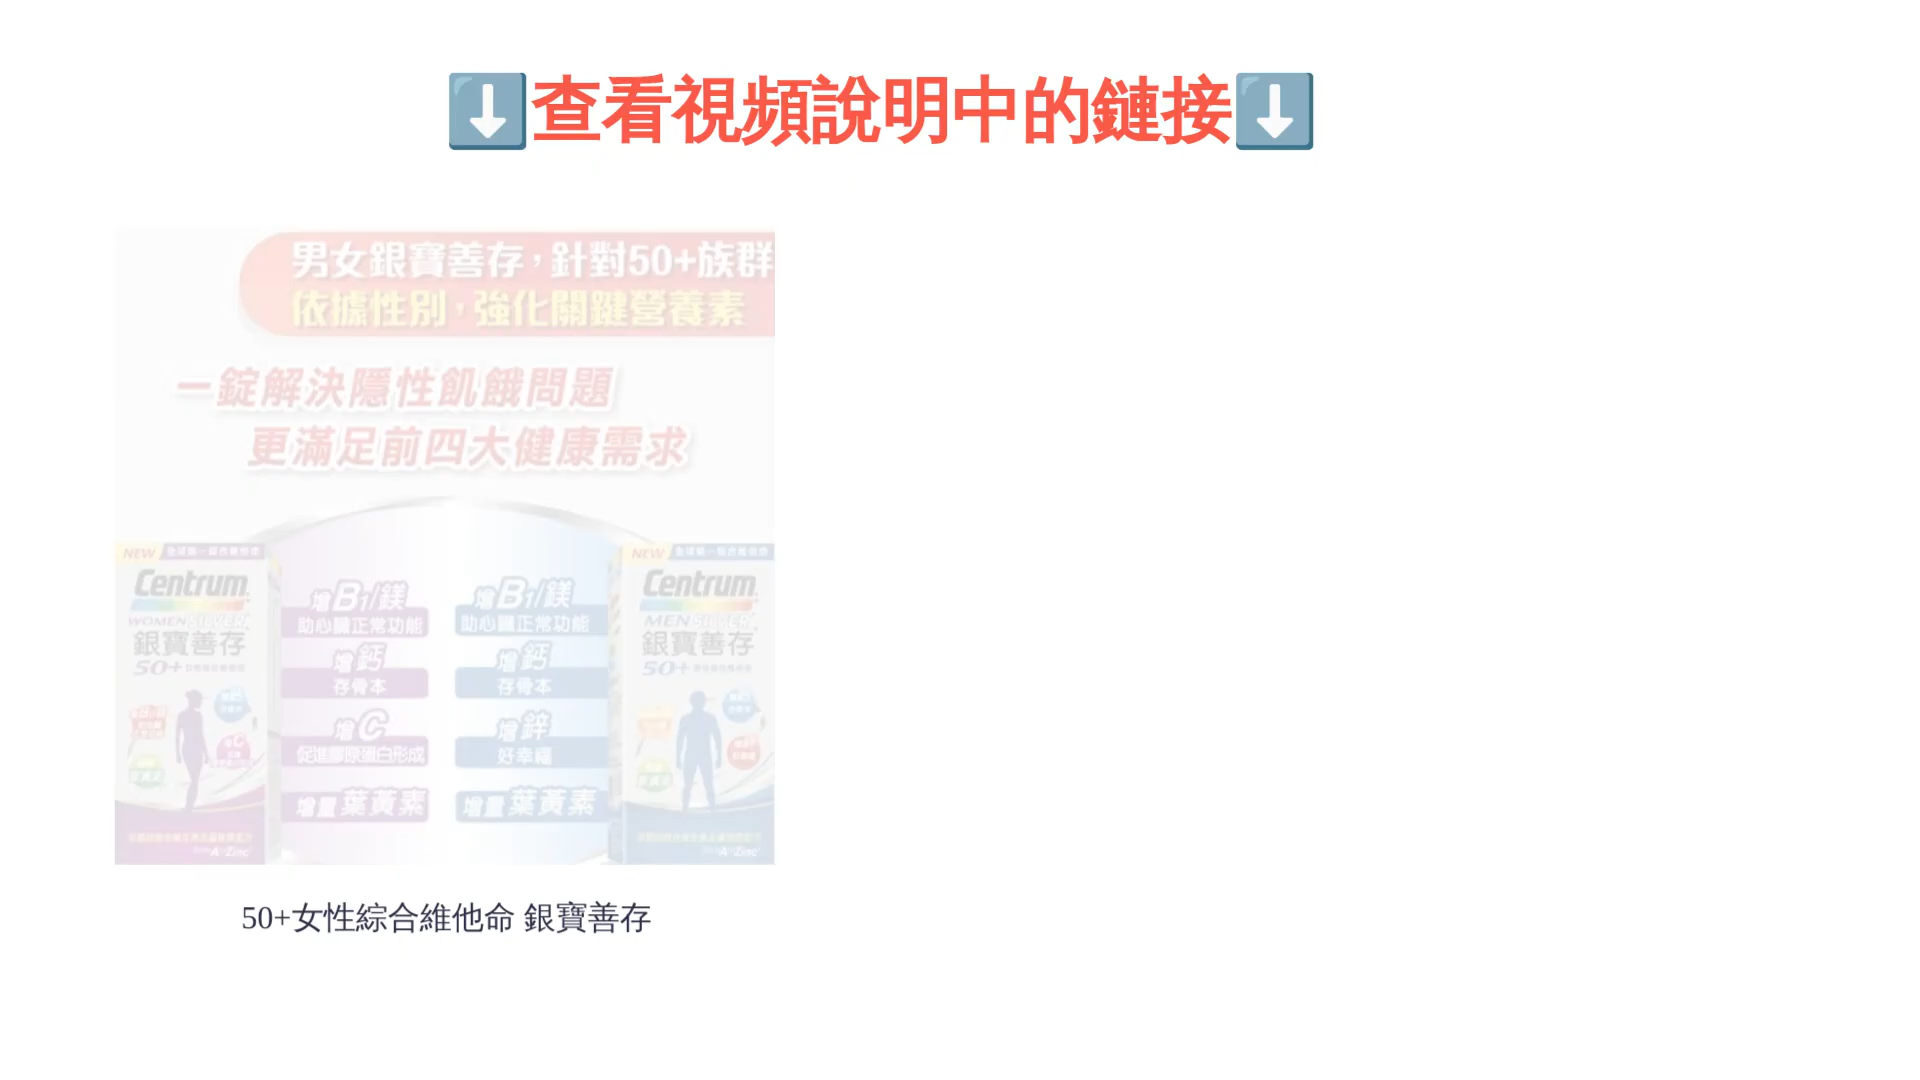 ⬇️查看視頻說明中的鏈接⬇️
男女銀寶善存，針對50+族群
依據性別，強化關鍵營養素
一錠解決隱性飢餓問題
更滿足前四大健康需求
NEW
Centrum
WOMEN SILVER
銀寶善存
50+
增B1/鎂
助心臟正常功能
增鈣
存骨本
增C
促進膠原蛋白形成
增量葉黃素
增B1/鎂
助心臟正常功能
增鈣
存骨本
增鋅
好幸福
增量葉黃素
NEW
Centrum
MEN SILVER
銀寶善存
50+
50+女性綜合維他命 銀寶善存